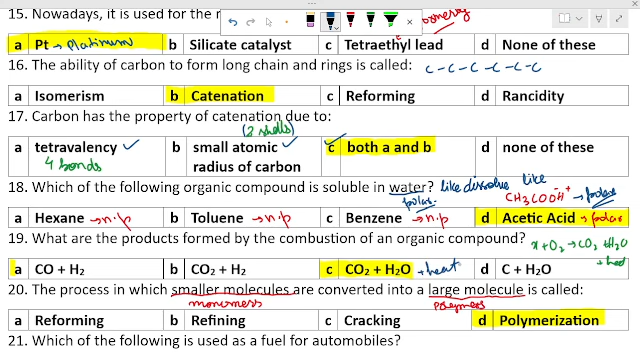 15. Nowadays, it is used for the r
a Pt → Platinum b Silicate catalyst c Tetraethyl lead d None of these
16. The ability of carbon to form long chain and rings is called: C-C-C-C-C-C
a Isomerism b Catenation c Reforming d Rancidity
17. Carbon has the property of catenation due to:
(2 shells)
a tetravalency b small atomic radius of carbon c both a and b d none of these
4 bonds
18. Which of the following organic compound is soluble in water? like dissolve like
polar CH3COO⁻H⁺ → polar
a Hexane → n.p b Toluene → n.p c Benzene → n.p d Acetic Acid → polar
19. What are the products formed by the combustion of an organic compound? x + O2 → CO2 + H2O
+ heat
a CO + H₂ b CO₂ + H₂ c CO₂ + H₂O + heat d C + H₂O
20. The process in which smaller molecules are converted into a large molecule is called:
monomers polymers
a Reforming b Refining c Cracking d Polymerization
21. Which of the following is used as a fuel for automobiles?